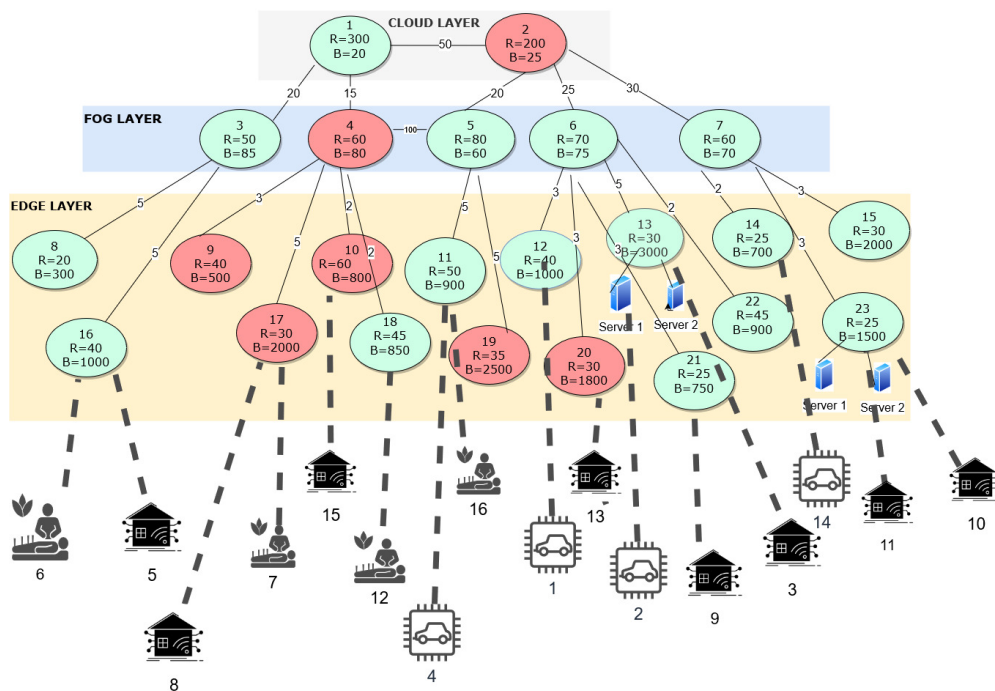 CLOUD LAYER
1
R=300
B=20
50
2
R=200
B=25
20
15
20
25
30
FOG LAYER
3
R=50
B=85
4
R=60
B=80
100
5
R=80
B=60
6
R=70
B=75
7
R=60
B=70
EDGE LAYER
5
5
3
5
2
2
5
5
3
3
3
5
2
2
3
3
8
R=20
B=300
9
R=40
B=500
10
R=60
B=800
11
R=50
B=900
12
R=40
B=1000
13
R=30
B=3000
14
R=25
B=700
15
R=30
B=2000
16
R=40
B=1000
17
R=30
B=2000
18
R=45
B=850
19
R=35
B=2500
20
R=30
B=1800
21
R=25
B=750
22
R=45
B=900
23
R=25
B=1500
Server 1
Server 2
Server 1
Server 2
6
5
8
7
15
12
4
16
1
13
2
9
3
14
11
10